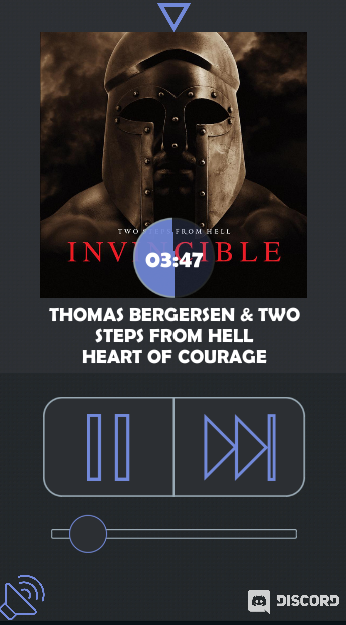 TWO STEPS FROM HELL
INVINCIBLE
03:47
THOMAS BERGERSEN & TWO
STEPS FROM HELL
HEART OF COURAGE
DISCORD